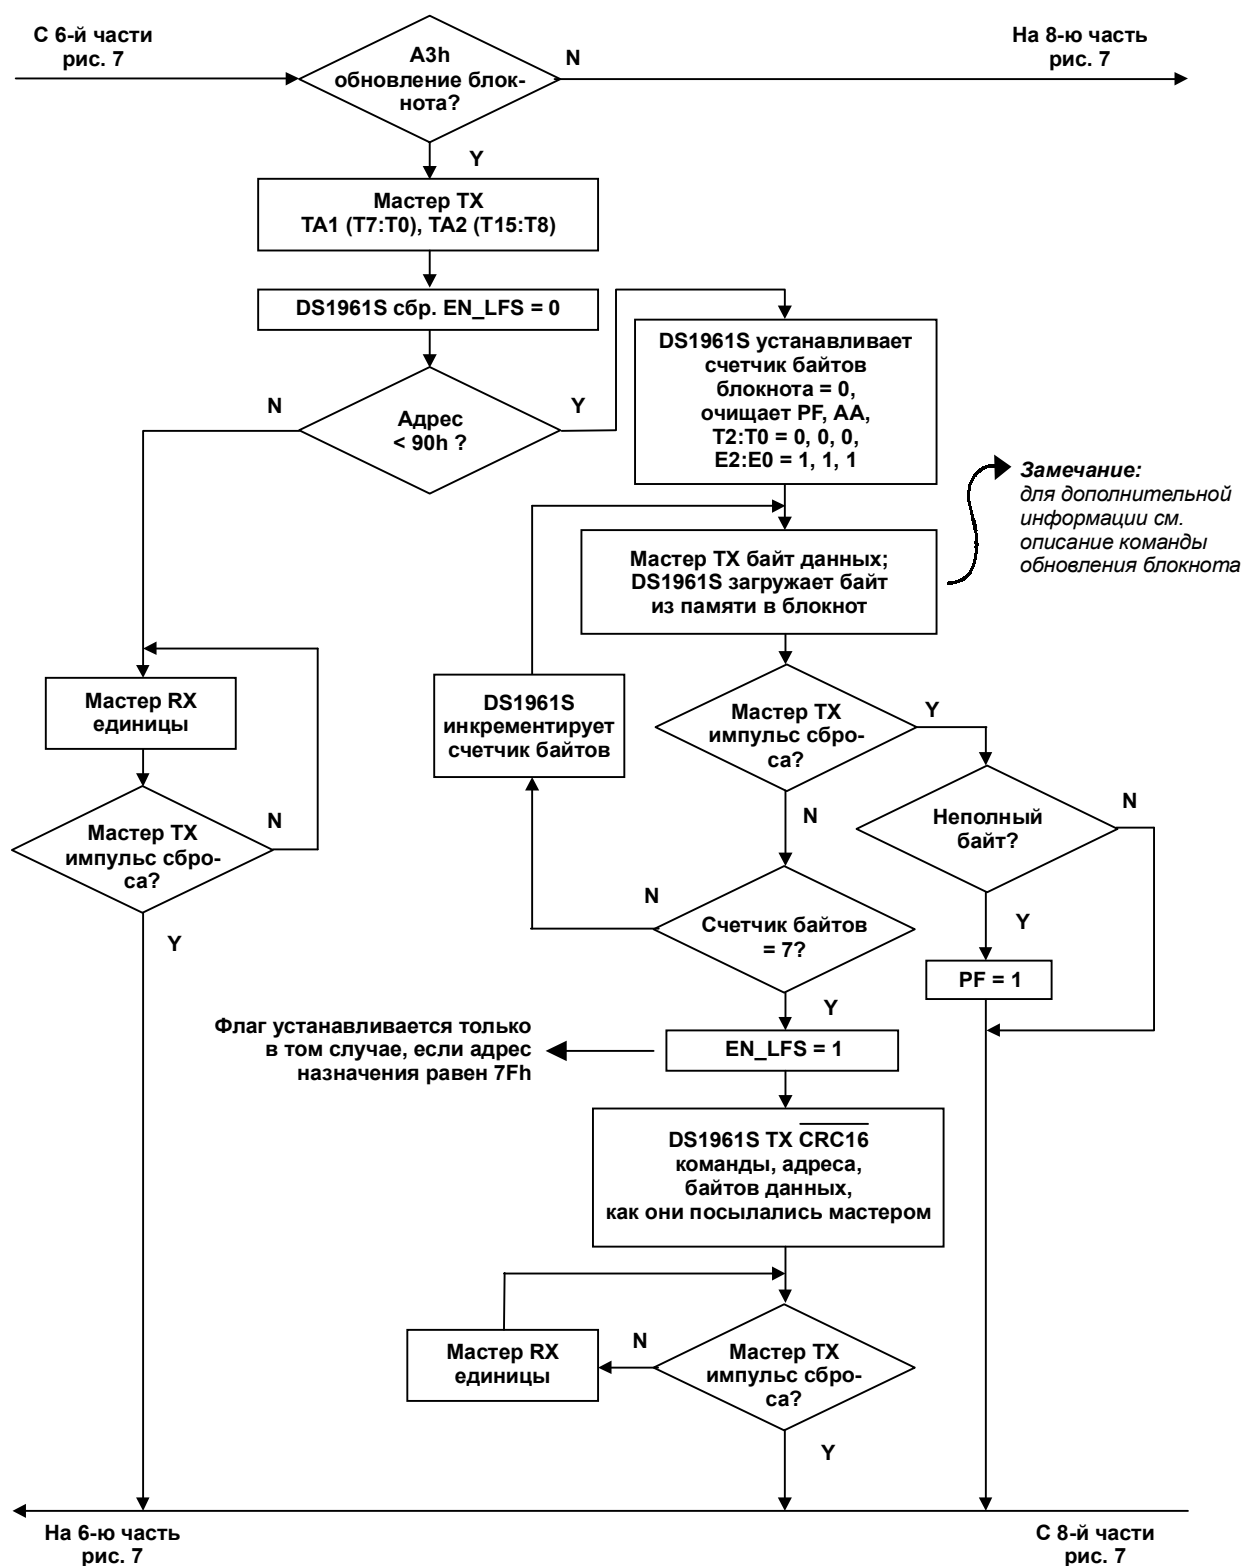 С 6-й части
рис. 7
A3h
обновление блок-
нота?
N
На 8-ю часть
рис. 7
Y
Мастер TX
TA1 (T7:T0), TA2 (T15:T8)
DS1961S сбр. EN_LFS = 0
Адрес
< 90h ?
N
Y
DS1961S устанавливает
счетчик байтов
блокнота = 0,
очищает PF, AA,
T2:T0 = 0, 0, 0,
E2:E0 = 1, 1, 1
Замечание:
для дополнительной
информации см.
описание команды
обновления блокнота
Мастер TX байт данных;
DS1961S загружает байт
из памяти в блокнот
Мастер RX
единицы
DS1961S
инкрементирует
счетчик байтов
Мастер TX
импульс сбро-
са?
Y
N
Неполный
байт?
N
Y
PF = 1
Мастер TX
импульс сбро-
са?
N
Y
Счетчик байтов
= 7?
N
Y
Флаг устанавливается только
в том случае, если адрес
назначения равен 7Fh
EN_LFS = 1
DS1961S TX CRC16
команды, адреса,
байтов данных,
как они посылались мастером
Мастер RX
единицы
N
Мастер TX
импульс сбро-
са?
Y
На 6-ю часть
рис. 7
С 8-й части
рис. 7